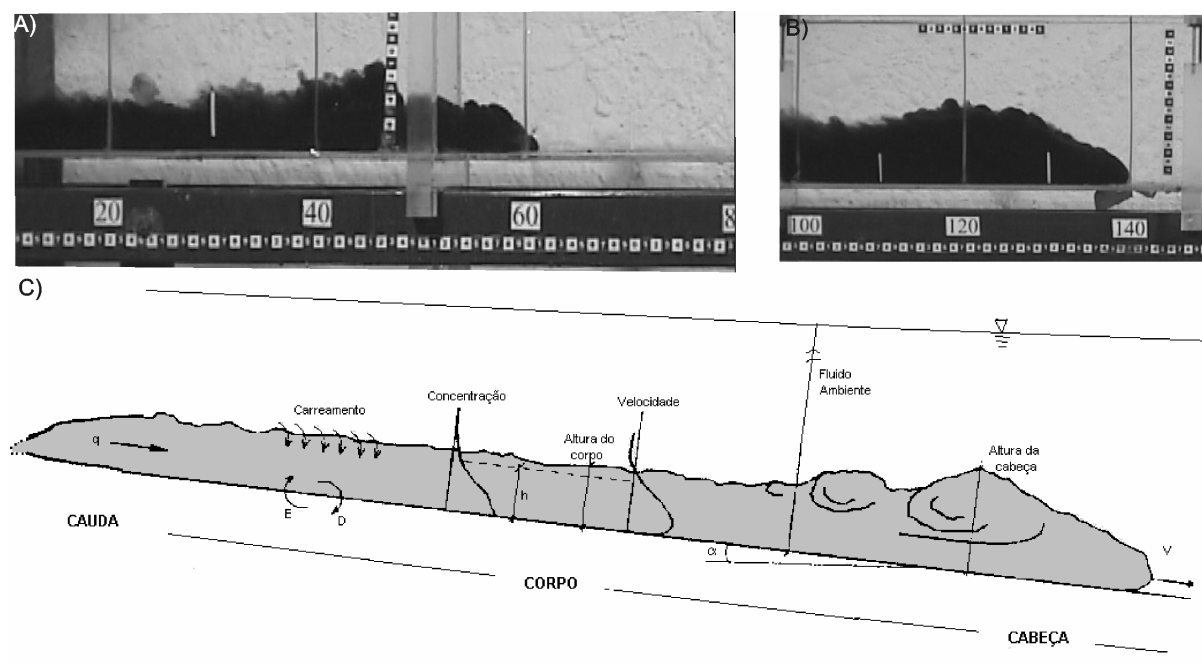 A)
20
40
60
8
B)
100
120
140
C)
Fluido
Ambiente
Concentração
Velocidade
Carreamento
Altura do
corpo
Altura da
cabeça
q
h
E
D
α
V
CAUDA
CORPO
CABEÇA